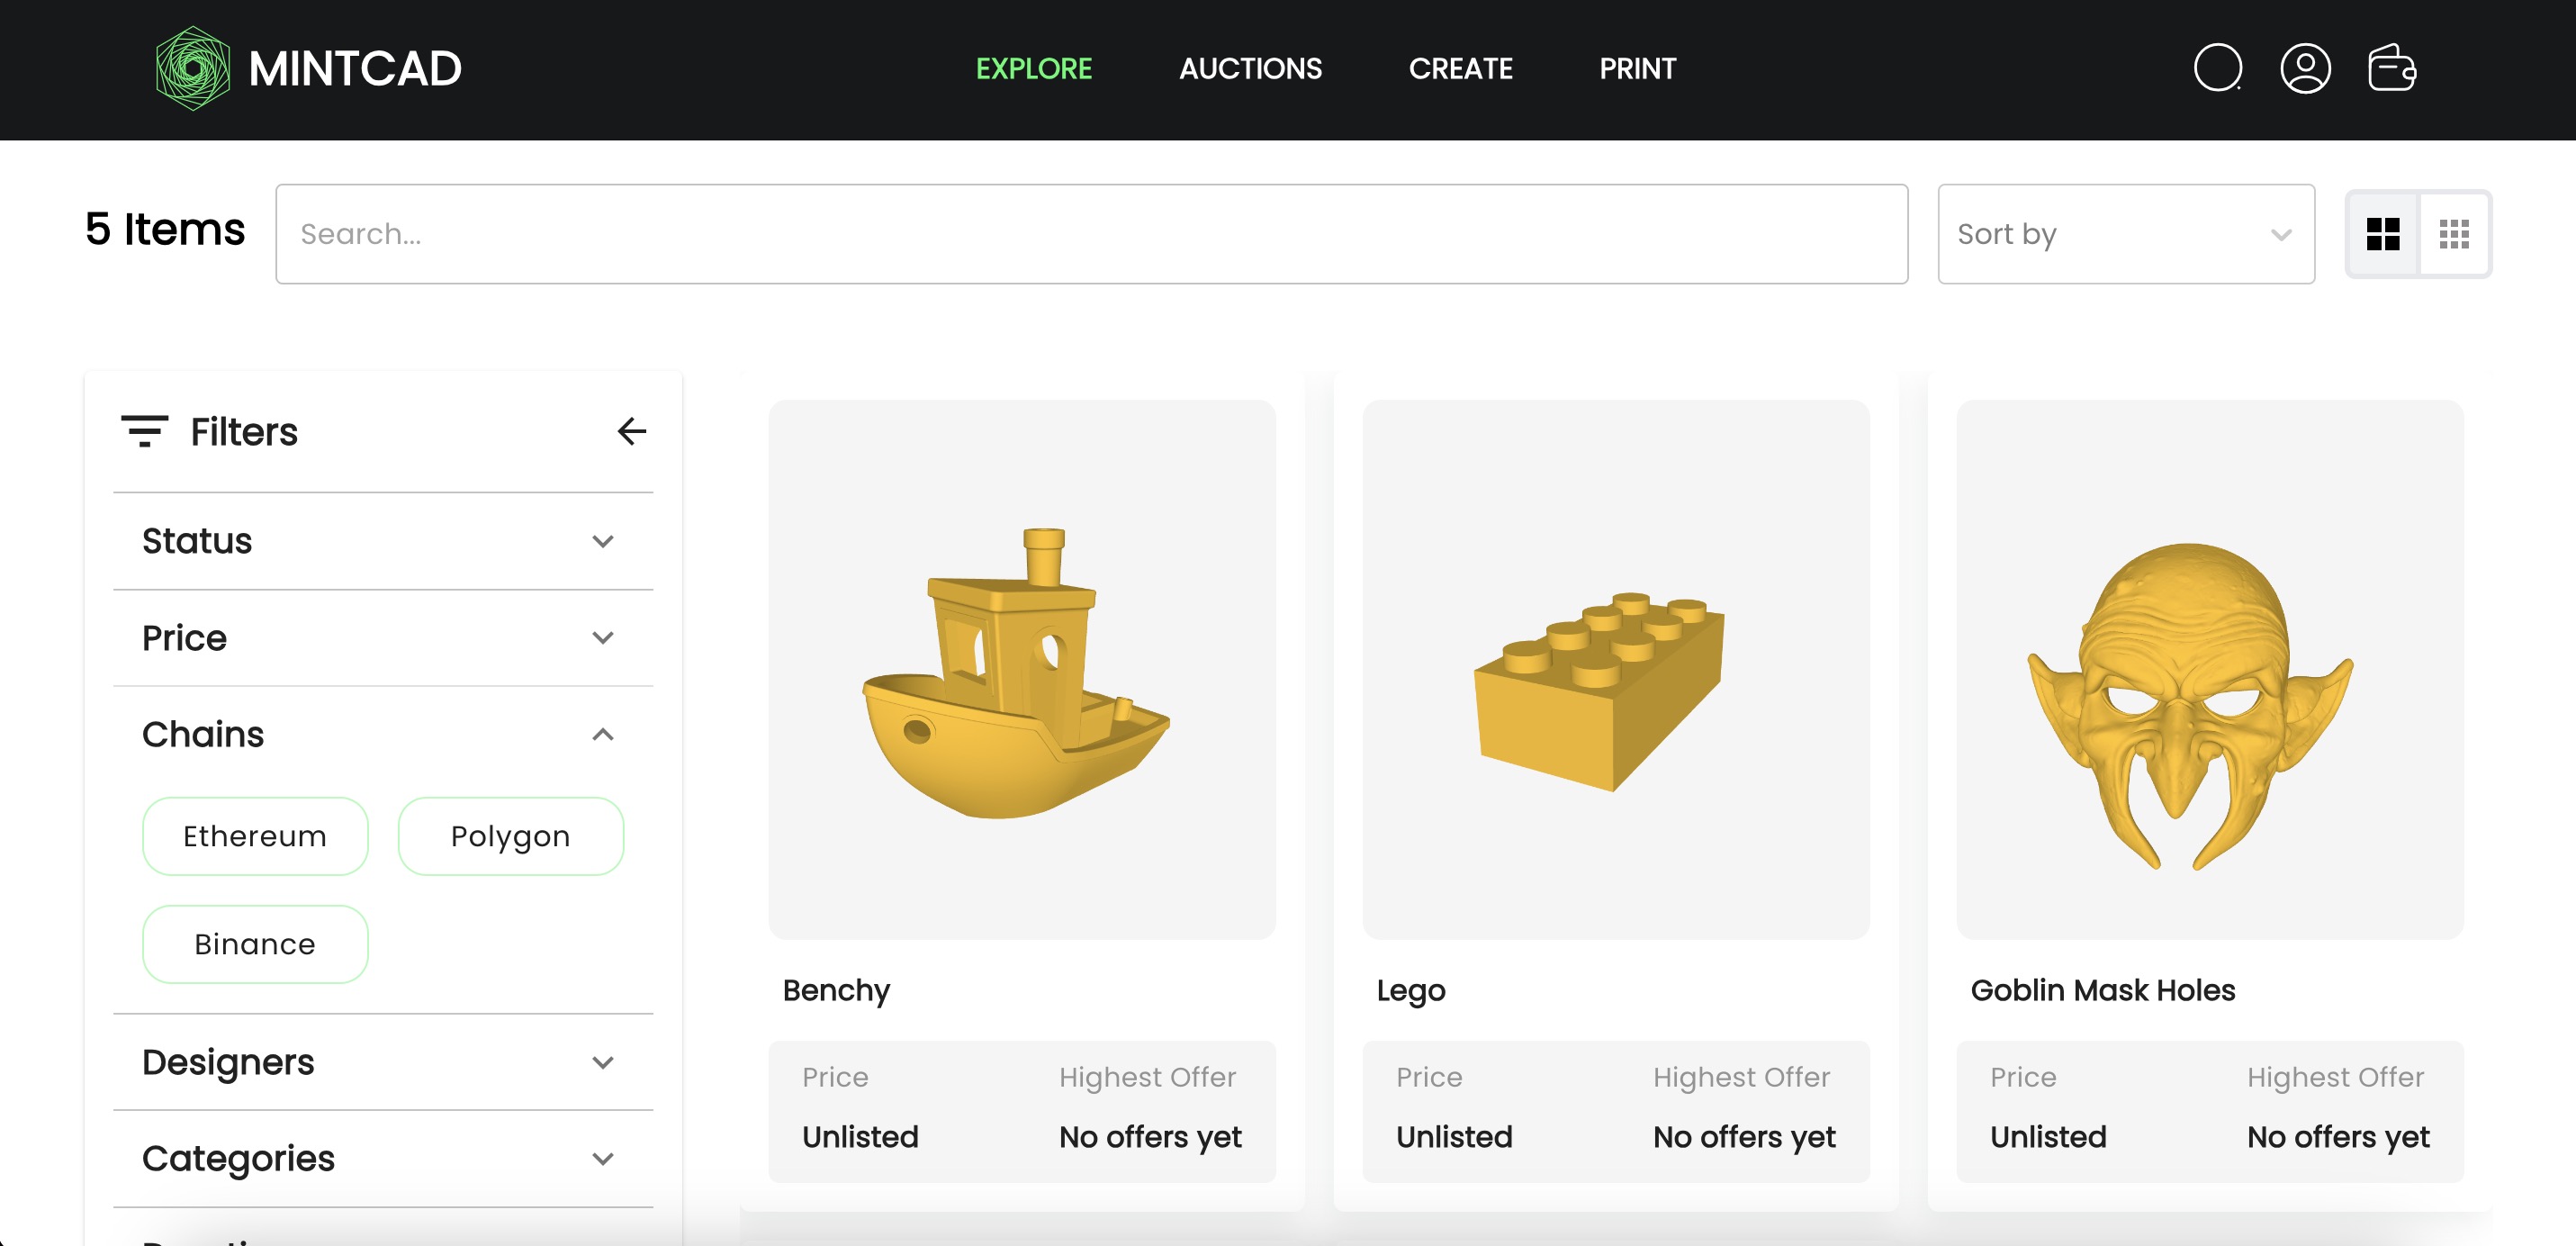 MINTCAD
EXPLORE
AUCTIONS
CREATE
PRINT
5 Items
Search...
Sort by
Filters
Status
Price
Chains
Ethereum
Polygon
Binance
Designers
Categories
Benchy
Price
Highest Offer
Unlisted
No offers yet
Lego
Price
Highest Offer
Unlisted
No offers yet
Goblin Mask Holes
Price
Highest Offer
Unlisted
No offers yet